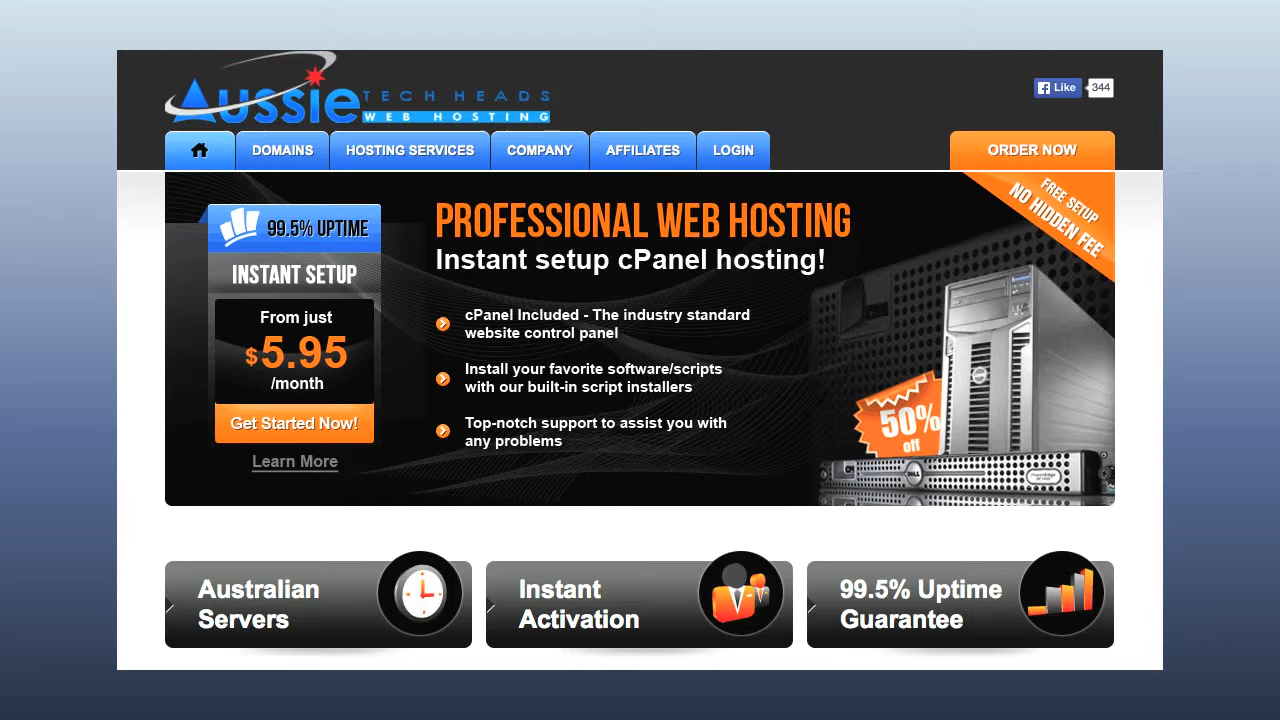 Aussie
TECH HEADS
WEB HOSTING
Like
344
DOMAINS
HOSTING SERVICES
COMPANY
AFFILIATES
LOGIN
ORDER NOW
FREE SETUP
NO HIDDEN FEE
99.5% UPTIME
INSTANT SETUP
From just
$5.95
/month
Get Started Now!
Learn More
PROFESSIONAL WEB HOSTING
Instant setup cPanel hosting!
cPanel Included - The industry standard
website control panel
Install your favorite software/scripts
with our built-in script installers
Top-notch support to assist you with
any problems
50%
off
DELL
Australian
Servers
Instant
Activation
99.5% Uptime
Guarantee